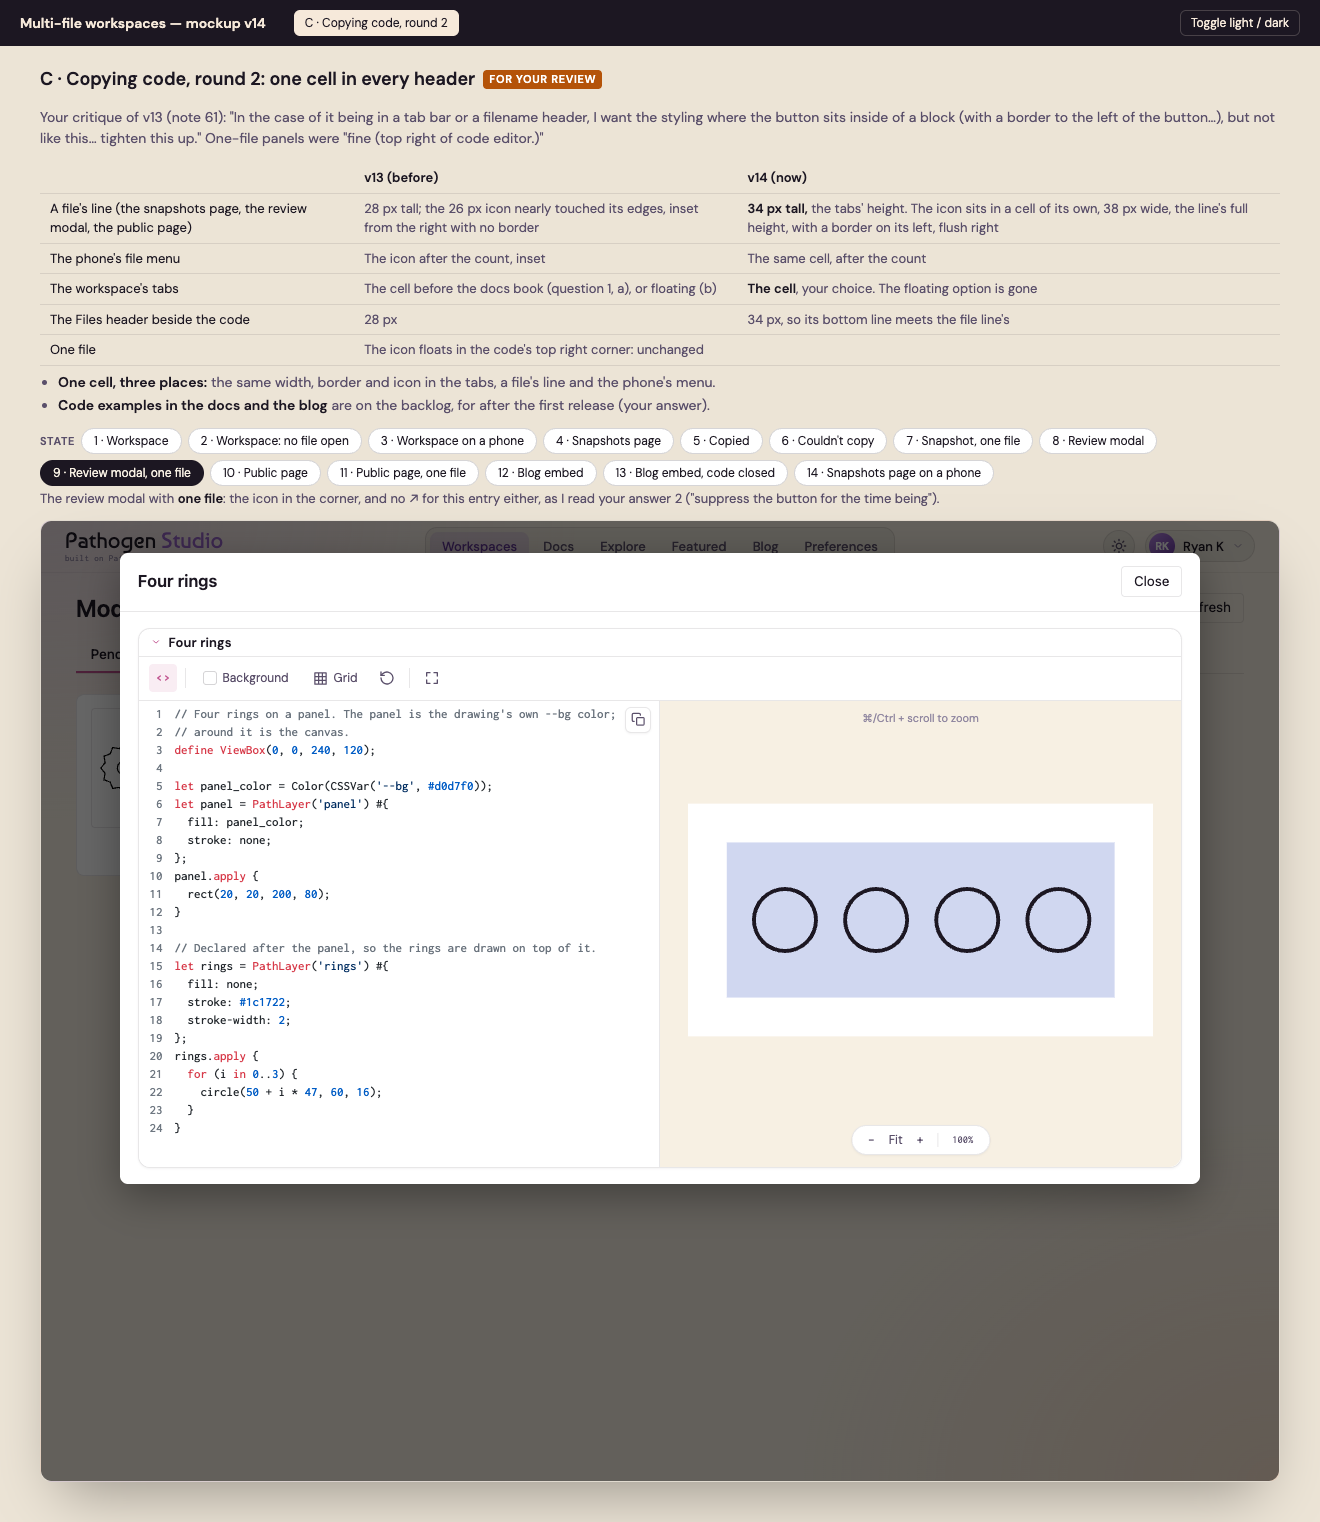 Multi-file workspaces — mockup v14
C · Copying code, round 2
Toggle light / dark
C · Copying code, round 2: one cell in every header
FOR YOUR REVIEW
Your critique of v13 (note 61): "In the case of it being in a tab bar or a filename header, I want the styling where the button sits inside of a block (with a border to the left of the button…), but not
like this… tighten this up." One-file panels were "fine (top right of code editor.)"
v13 (before)
v14 (now)
A file's line (the snapshots page, the review
modal, the public page)
28 px tall; the 26 px icon nearly touched its edges, inset
from the right with no border
34 px tall, the tabs' height. The icon sits in a cell of its own, 38 px wide, the line's full
height, with a border on its left, flush right
The phone's file menu
The icon after the count, inset
The same cell, after the count
The workspace's tabs
The cell before the docs book (question 1, a), or floating (b)
The cell, your choice. The floating option is gone
The Files header beside the code
28 px
34 px, so its bottom line meets the file line's
One file
The icon floats in the code's top right corner: unchanged
• One cell, three places: the same width, border and icon in the tabs, a file's line and the phone's menu.
• Code examples in the docs and the blog are on the backlog, for after the first release (your answer).
STATE
1 · Workspace
2 · Workspace: no file open
3 · Workspace on a phone
4 · Snapshots page
5 · Copied
6 · Couldn't copy
7 · Snapshot, one file
8 · Review modal
9 · Review modal, one file
10 · Public page
11 · Public page, one file
12 · Blog embed
13 · Blog embed, code closed
14 · Snapshots page on a phone
The review modal with one file: the icon in the corner, and no ↗ for this entry either, as I read your answer 2 ("suppress the button for the time being").
Pathogen Studio
built on Pa
Workspaces
Docs
Explore
Featured
Blog
Preferences
RK
Ryan K
Mod
fresh
Pend
Four rings
Close
Four rings
<>
Background
Grid
1 // Four rings on a panel. The panel is the drawing's own --bg color;
2 // around it is the canvas.
3 define ViewBox(0, 0, 240, 120);
4
5 let panel_color = Color(CSSVar('--bg', #d0d7f0));
6 let panel = PathLayer('panel') #{
7   fill: panel_color;
8   stroke: none;
9 };
10 panel.apply {
11   rect(20, 20, 200, 80);
12 }
13
14 // Declared after the panel, so the rings are drawn on top of it.
15 let rings = PathLayer('rings') #{
16   fill: none;
17   stroke: #1c1722;
18   stroke-width: 2;
19 };
20 rings.apply {
21   for (i in 0..3) {
22     circle(50 + i * 47, 60, 16);
23   }
24 }
⌘/Ctrl + scroll to zoom
−
Fit
+
100%